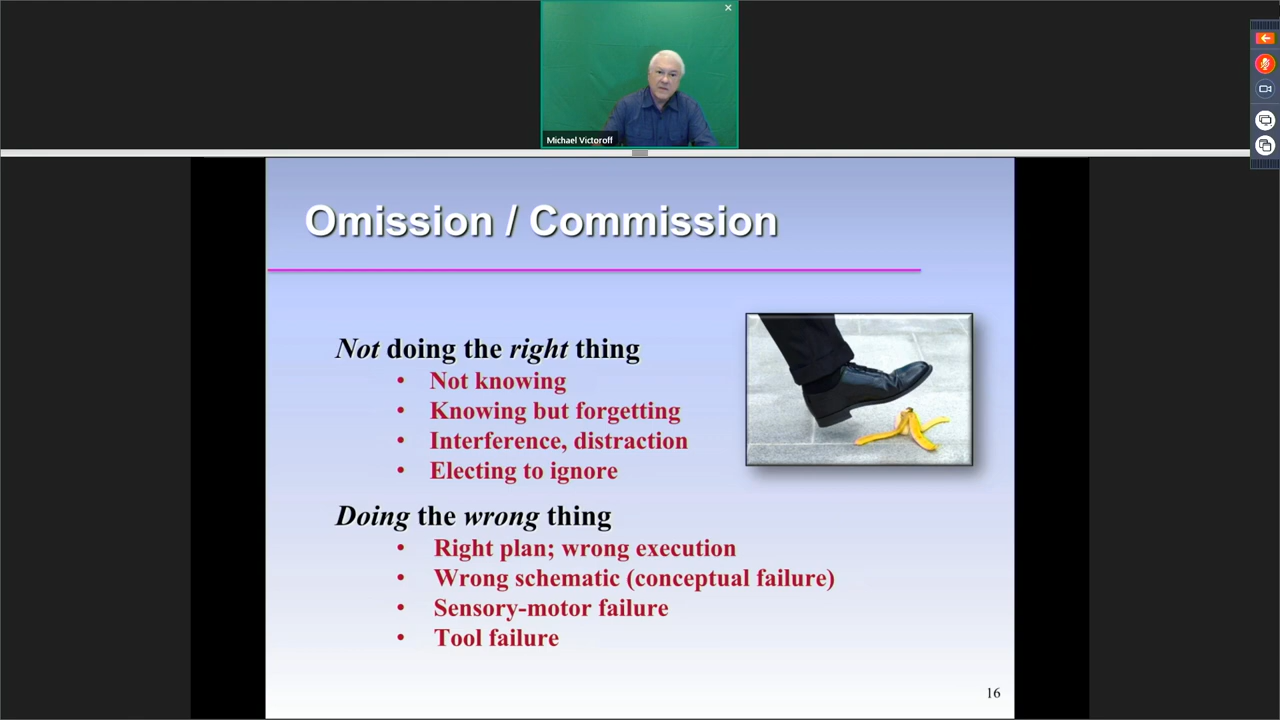 Michael Victoroff
Omission / Commission
Not doing the right thing
• Not knowing
• Knowing but forgetting
• Interference, distraction
• Electing to ignore
Doing the wrong thing
• Right plan; wrong execution
• Wrong schematic (conceptual failure)
• Sensory-motor failure
• Tool failure
16